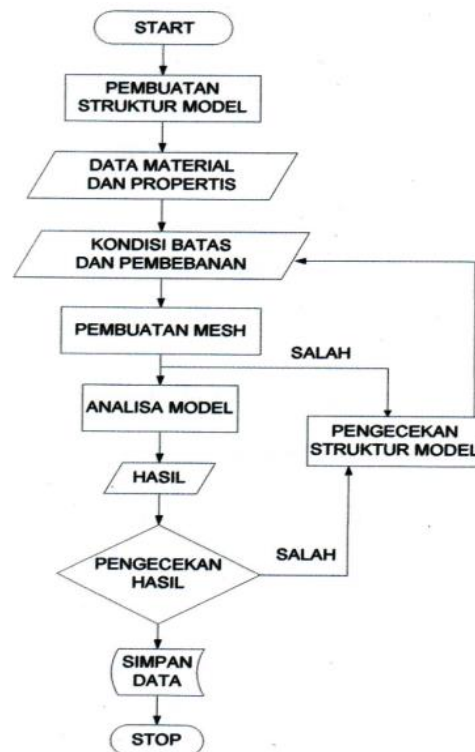 START
PEMBUATAN
STRUKTUR MODEL
DATA MATERIAL
DAN PROPERTIS
KONDISI BATAS
DAN PEMBEBANAN
PEMBUATAN MESH
SALAH
ANALISA MODEL
PENGECEKAN
STRUKTUR MODEL
HASIL
PENGECEKAN
HASIL
SALAH
SIMPAN
DATA
STOP